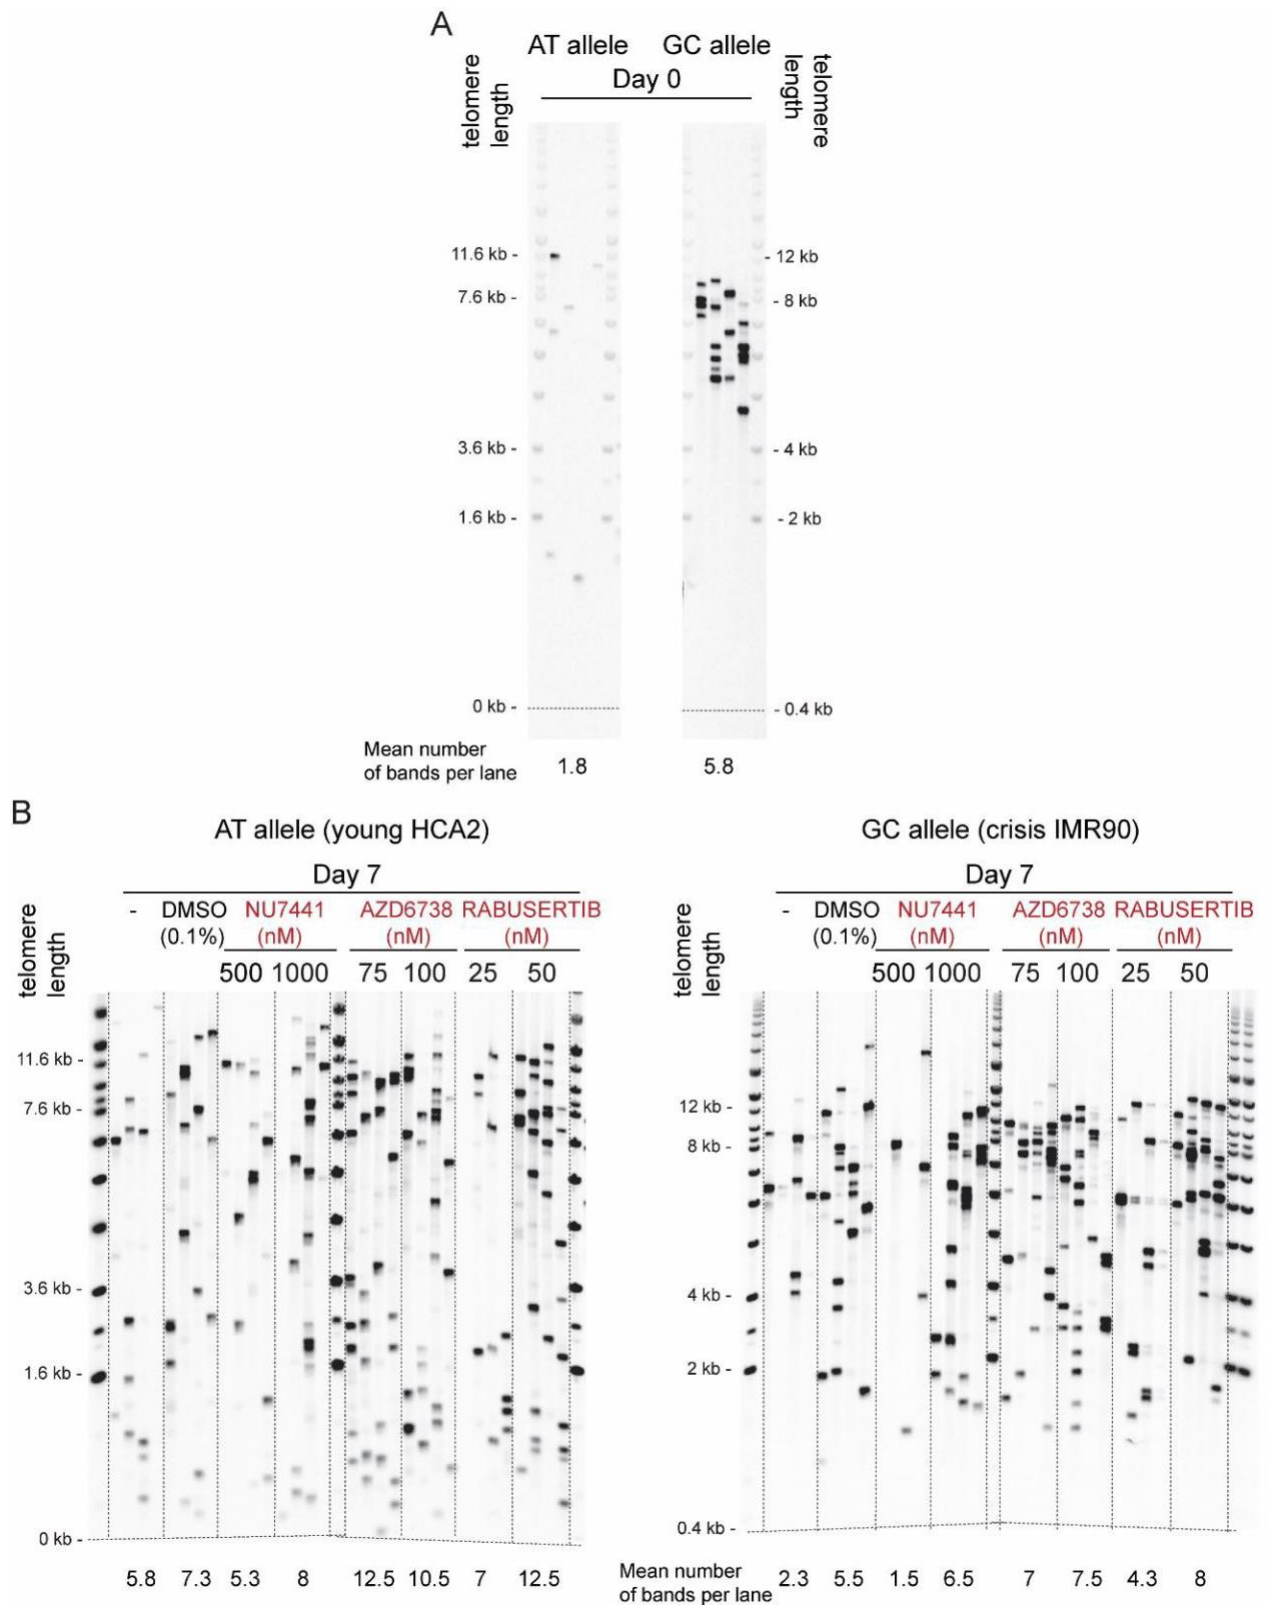 A
AT allele GC allele
Day 0
telomere
length
telomere
length
11.6 kb -
7.6 kb -
3.6 kb -
1.6 kb -
0 kb -
- 12 kb
- 8 kb
- 4 kb
- 2 kb
- 0.4 kb
Mean number
of bands per lane
1.8 5.8
B
AT allele (young HCA2)
Day 7
- DMSO NU7441 AZD6738 RABUSERTIB
(0.1%) (nM) (nM) (nM)
500 1000 75 100 25 50
telomere
length
11.6 kb -
7.6 kb -
3.6 kb -
1.6 kb -
0 kb -
5.8 7.3 5.3 8 12.5 10.5 7 12.5
GC allele (crisis IMR90)
Day 7
- DMSO NU7441 AZD6738 RABUSERTIB
(0.1%) (nM) (nM) (nM)
500 1000 75 100 25 50
telomere
length
12 kb -
8 kb -
4 kb -
2 kb -
0.4 kb -
Mean number
of bands per lane
2.3 5.5 1.5 6.5 7 7.5 4.3 8